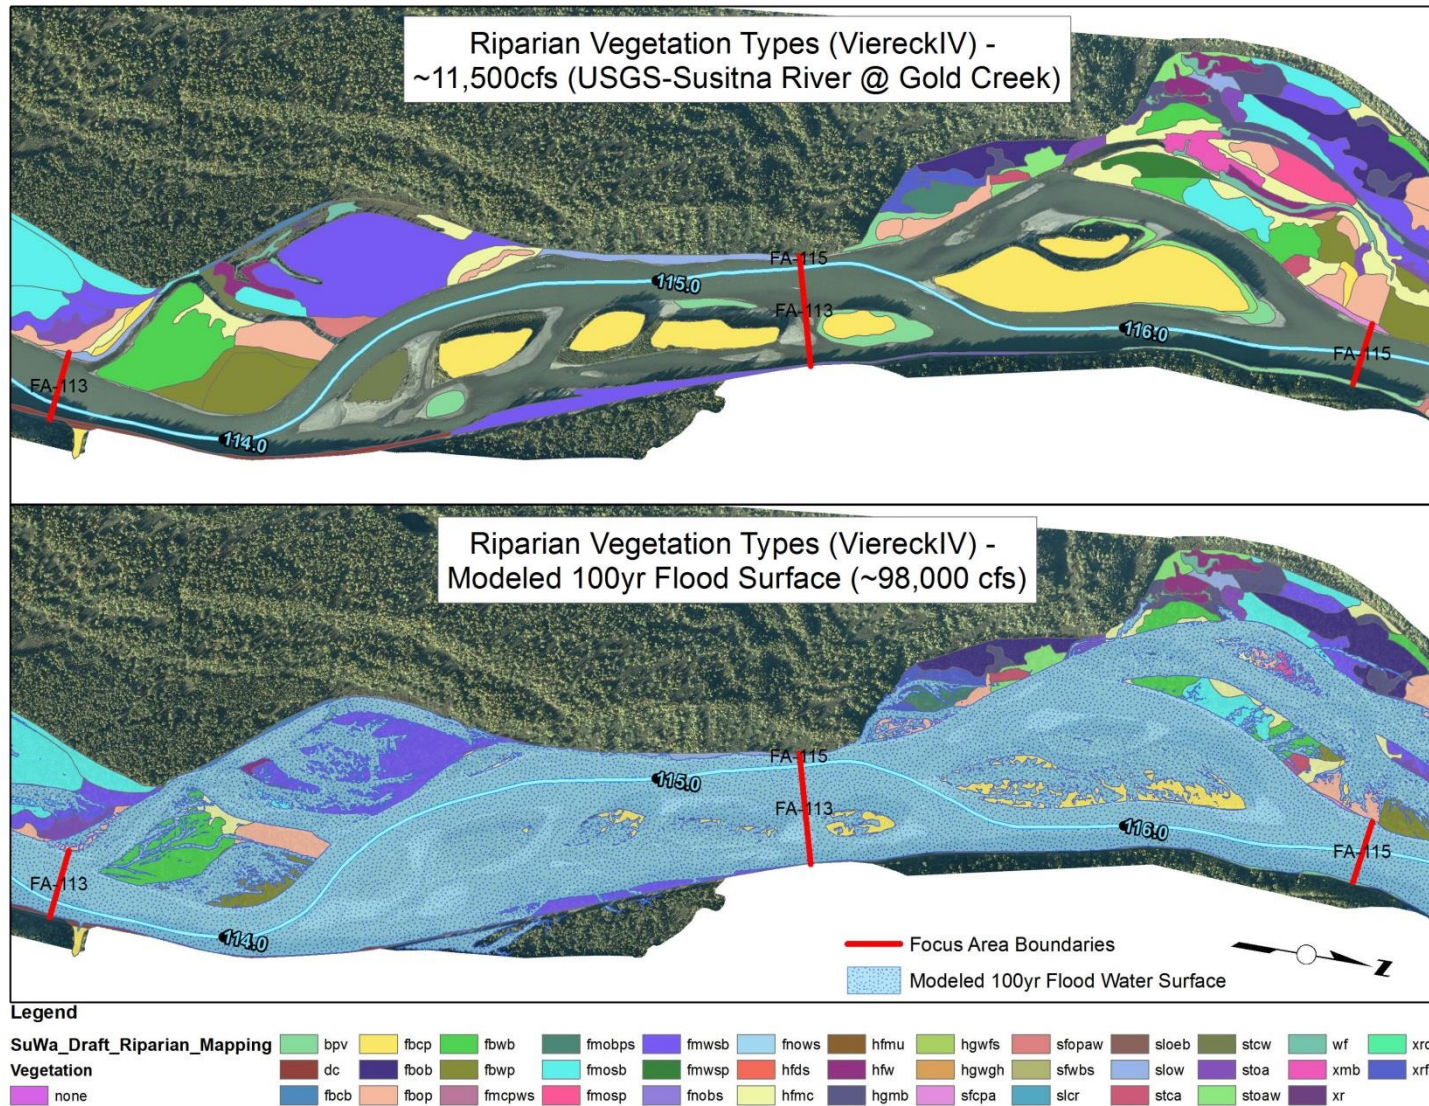 Riparian Vegetation Types (ViereckIV) -
~11,500cfs (USGS-Susitna River @ Gold Creek)
FA-115
115.0
FA-113
116.0
FA-115
FA-113
114.0
Riparian Vegetation Types (ViereckIV) -
Modeled 100yr Flood Surface (~98,000 cfs)
FA-115
115.0
FA-113
116.0
FA-115
FA-113
114.0
Focus Area Boundaries
Modeled 100yr Flood Water Surface
N
Legend
SuWa_Draft_Riparian_Mapping
Vegetation
none
bpv fbcp fbwb fmobps fmwsb fnows hfmu hgwfs sfopaw sloeb stcw wf xrc
dc fbob fbwp fmosb fmwsp hfds hfw hgwgh sfwbs slow stoa xmb xrf
fbcb fbop fmcpws fmosp fnobs hfmc hgmb sfcpa slcr stca stoaw xr